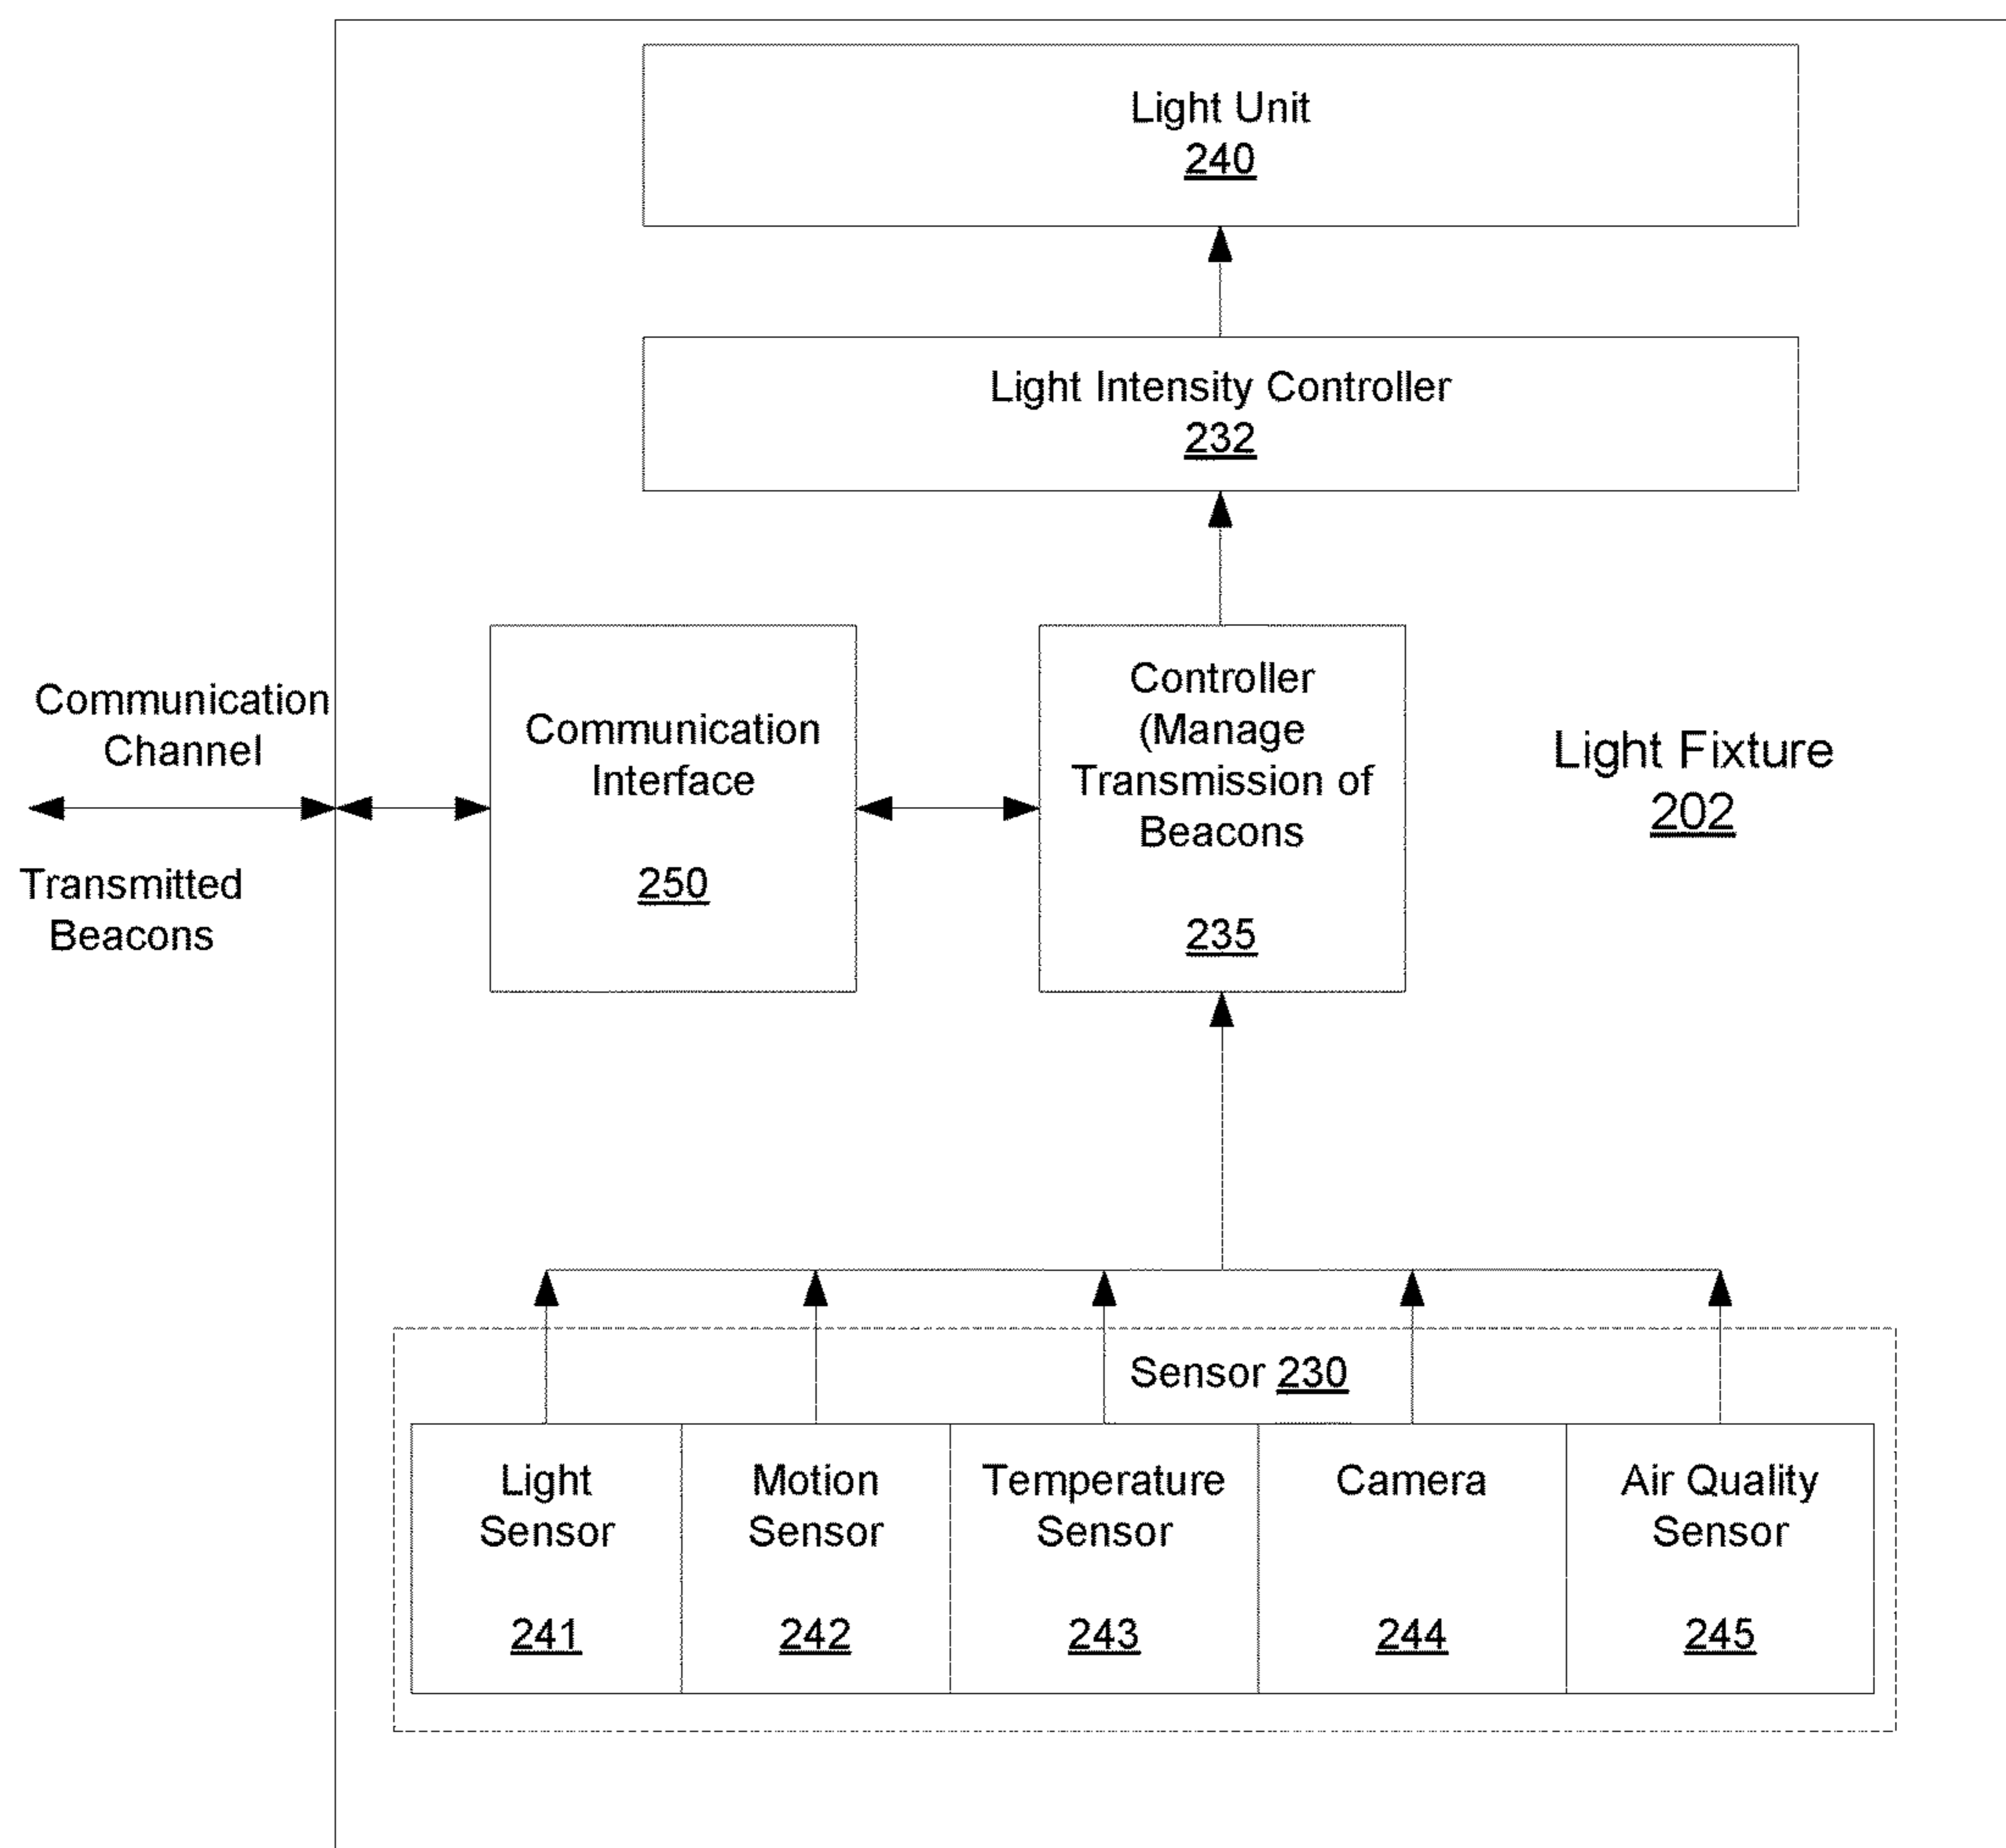 Light Unit
240
Light Intensity Controller
232
Communication
Channel
Transmitted
Beacons
Communication
Interface
250
Controller
(Manage
Transmission of
Beacons
235
Light Fixture
202
Sensor 230
Light
Sensor
241
Motion
Sensor
242
Temperature
Sensor
243
Camera
244
Air Quality
Sensor
245